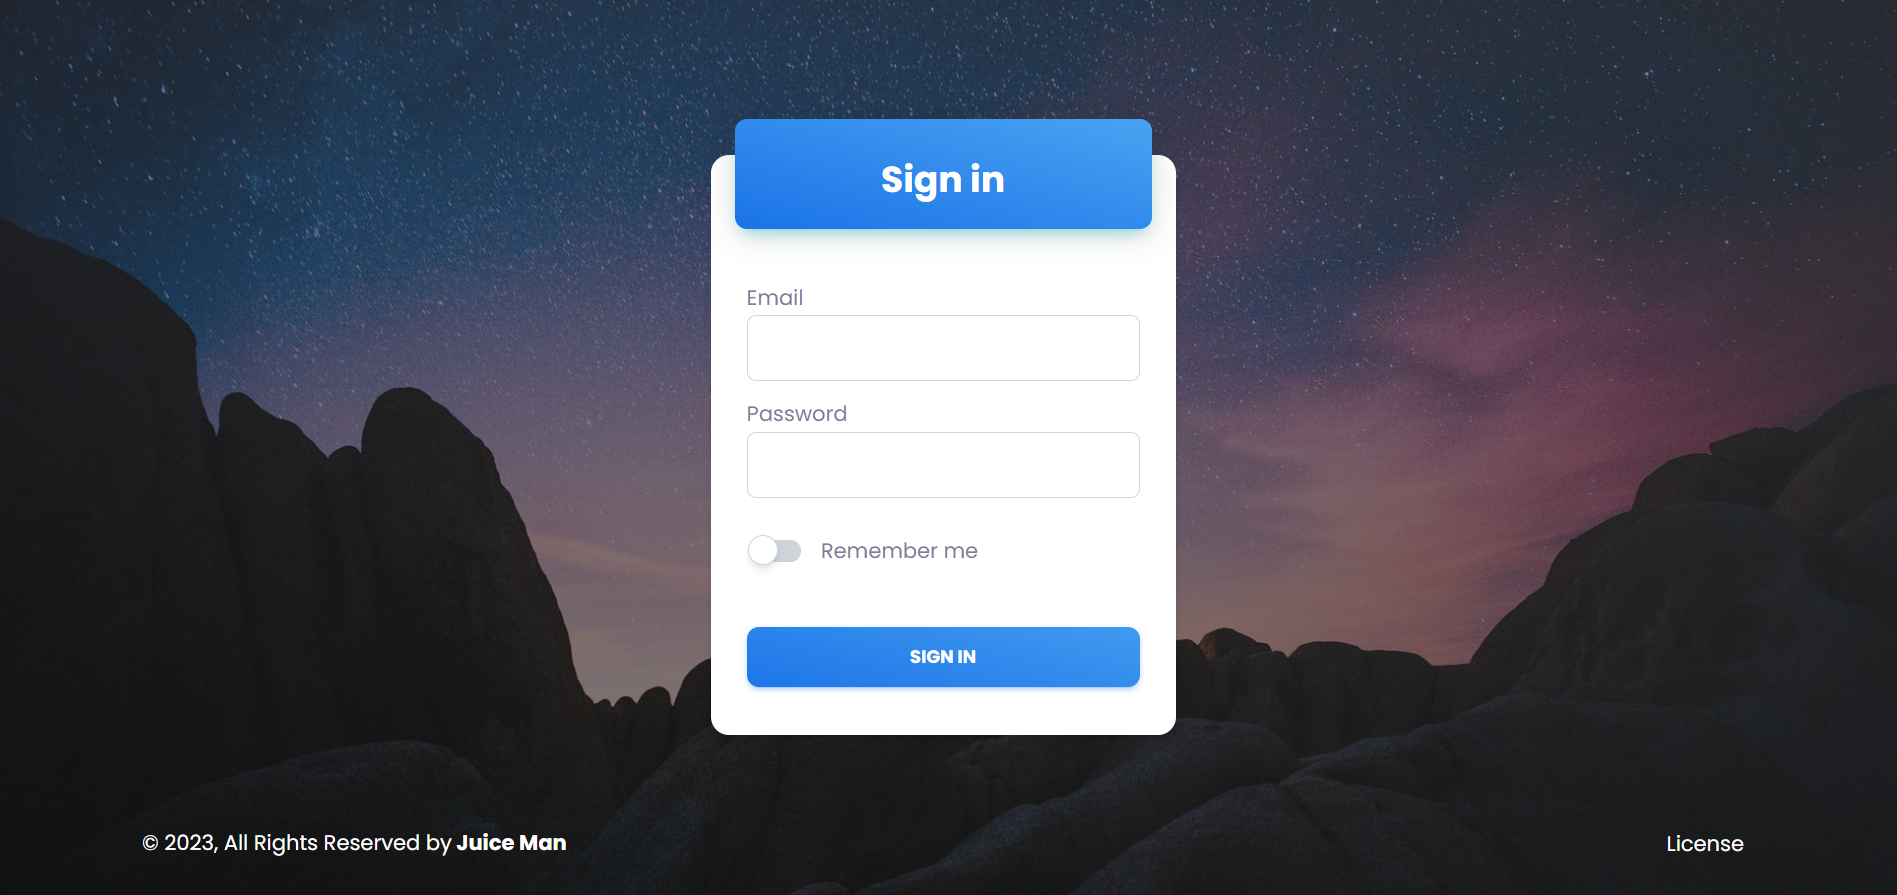 Sign in
Email
Password
Remember me
SIGN IN
© 2023, All Rights Reserved by Juice Man
License